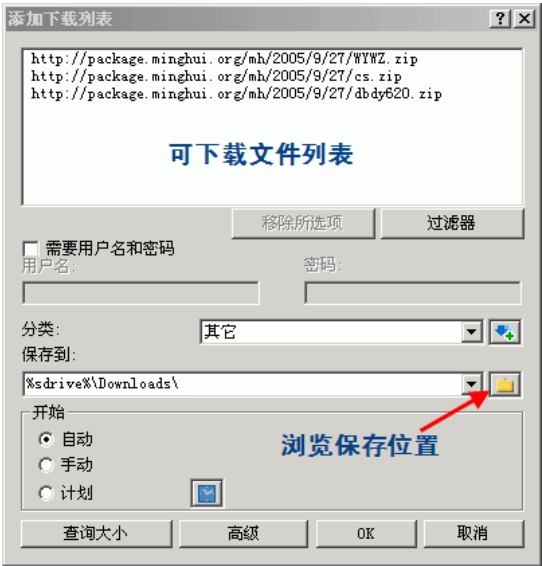 添加下载列表
http://package.minghui.org/mh/2005/9/27/WYWZ.zip
http://package.minghui.org/mh/2005/9/27/cs.zip
http://package.minghui.org/mh/2005/9/27/dbdy620.zip
可下载文件列表
移除所选项 过滤器
需要用户名和密码
用户名: 密码:
分类: 其它
保存到:
%sdrive%\Downloads\
开始
自动
浏览保存位置
手动
计划
查询大小 高级 OK 取消